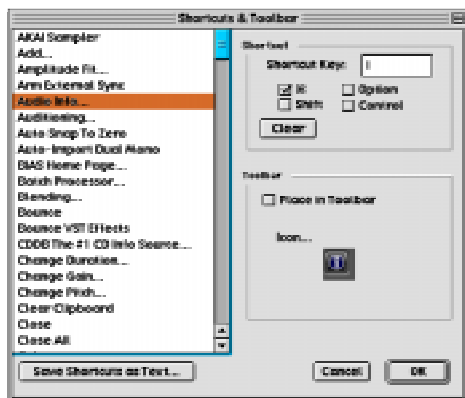 Shortcuts & Toolbar
AKAI Sampler
Add...
Amplitude Fit...
Arm External Sync
Audio Info...
Auditioning...
Auto Snap To Zero
Auto-Import Dual Mono
BIAS Home Page...
Batch Processor...
Blending...
Bounce
Bounce VST Effects
CDDB The #1 CD Info Source...
Change Duration...
Change Gain...
Change Pitch...
Clear Clipboard
Close
Close All
Save Shortcuts as Text...
Shortcut
Shortcut Key:
⌘
Option
Shift
Control
Clear
Toolbar
Place in Toolbar
Icon...
Cancel
OK